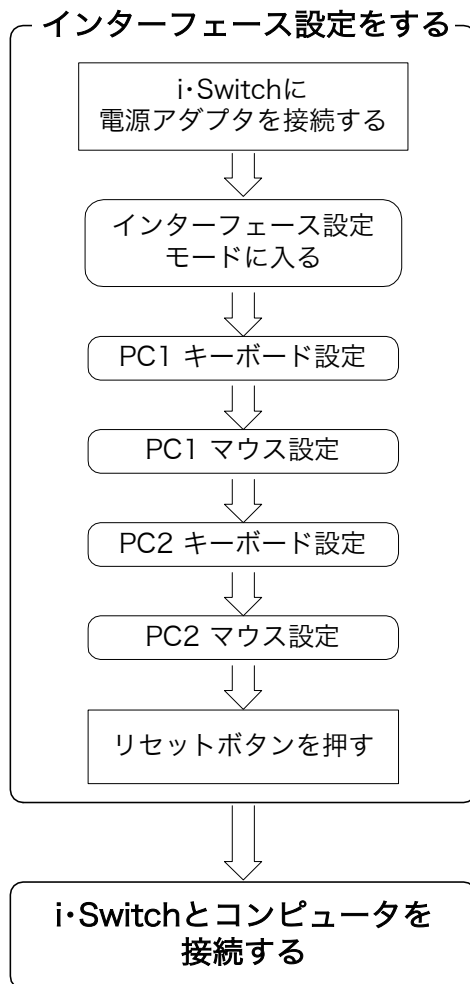 インターフェース設定をする
i・Switchに
電源アダプタを接続する
インターフェース設定
モードに入る
PC1 キーボード設定
PC1 マウス設定
PC2 キーボード設定
PC2 マウス設定
リセットボタンを押す
i・Switchとコンピュータを
接続する